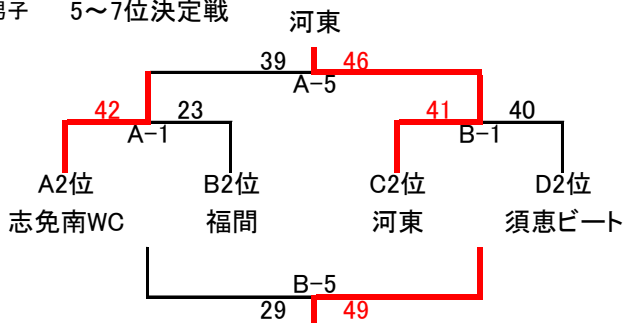 男子 5～7位決定戦
河東
39 46
A-5
42 23 41 40
A-1 B-1
A2位 B2位 C2位 D2位
志免南WC 福間 河東 須恵ビート
B-5
29 49